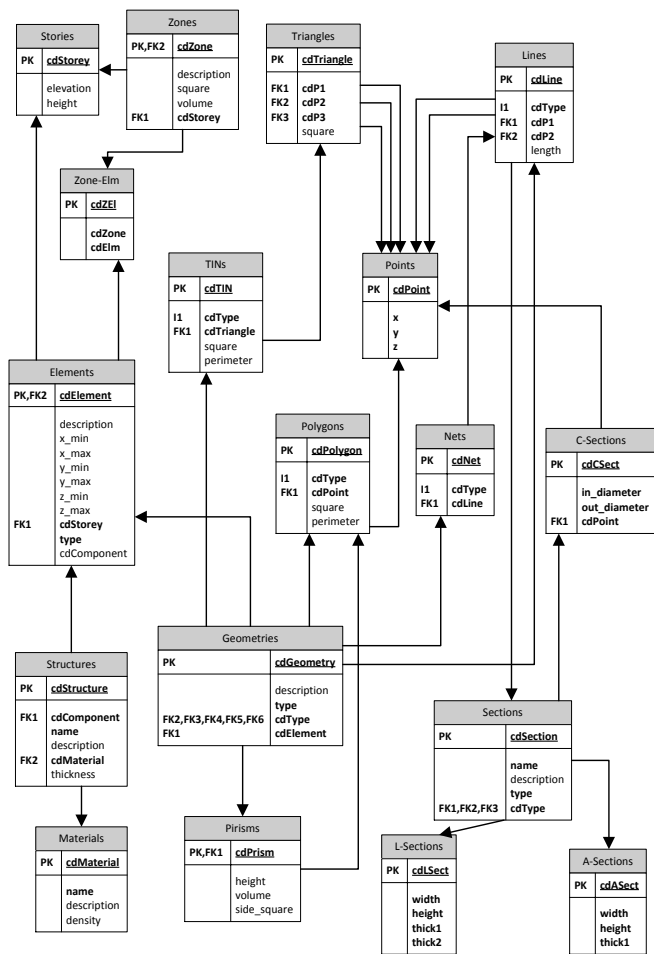 Stories
PK cdStorey
elevation
height
Zones
PK,FK2 cdZone
description
square
volume
FK1 cdStorey
Triangles
PK cdTriangle
FK1 cdP1
FK2 cdP2
FK3 cdP3
square
Lines
PK cdLine
I1 cdType
FK1 cdP1
FK2 cdP2
length
Zone-Elm
PK cdZEl
cdZone
cdElm
TINs
PK cdTIN
I1 cdType
FK1 cdTriangle
square
perimeter
Points
PK cdPoint
x
y
z
Elements
PK,FK2 cdElement
description
x_min
x_max
y_min
y_max
z_min
z_max
FK1 cdStorey
type
cdComponent
Polygons
PK cdPolygon
I1 cdType
FK1 cdPoint
square
perimeter
Nets
PK cdNet
I1 cdType
FK1 cdLine
C-Sections
PK cdCSect
in_diameter
out_diameter
FK1 cdPoint
Geometries
PK cdGeometry
description
type
FK2,FK3,FK4,FK5,FK6 cdType
FK1 cdElement
Structures
PK cdStructure
FK1 cdComponent
name
description
FK2 cdMaterial
thickness
Sections
PK cdSection
name
description
type
FK1,FK2,FK3 cdType
Materials
PK cdMaterial
name
description
density
Pirisms
PK,FK1 cdPrism
height
volume
side_square
L-Sections
PK cdLSect
width
height
thick1
thick2
A-Sections
PK cdASect
width
height
thick1